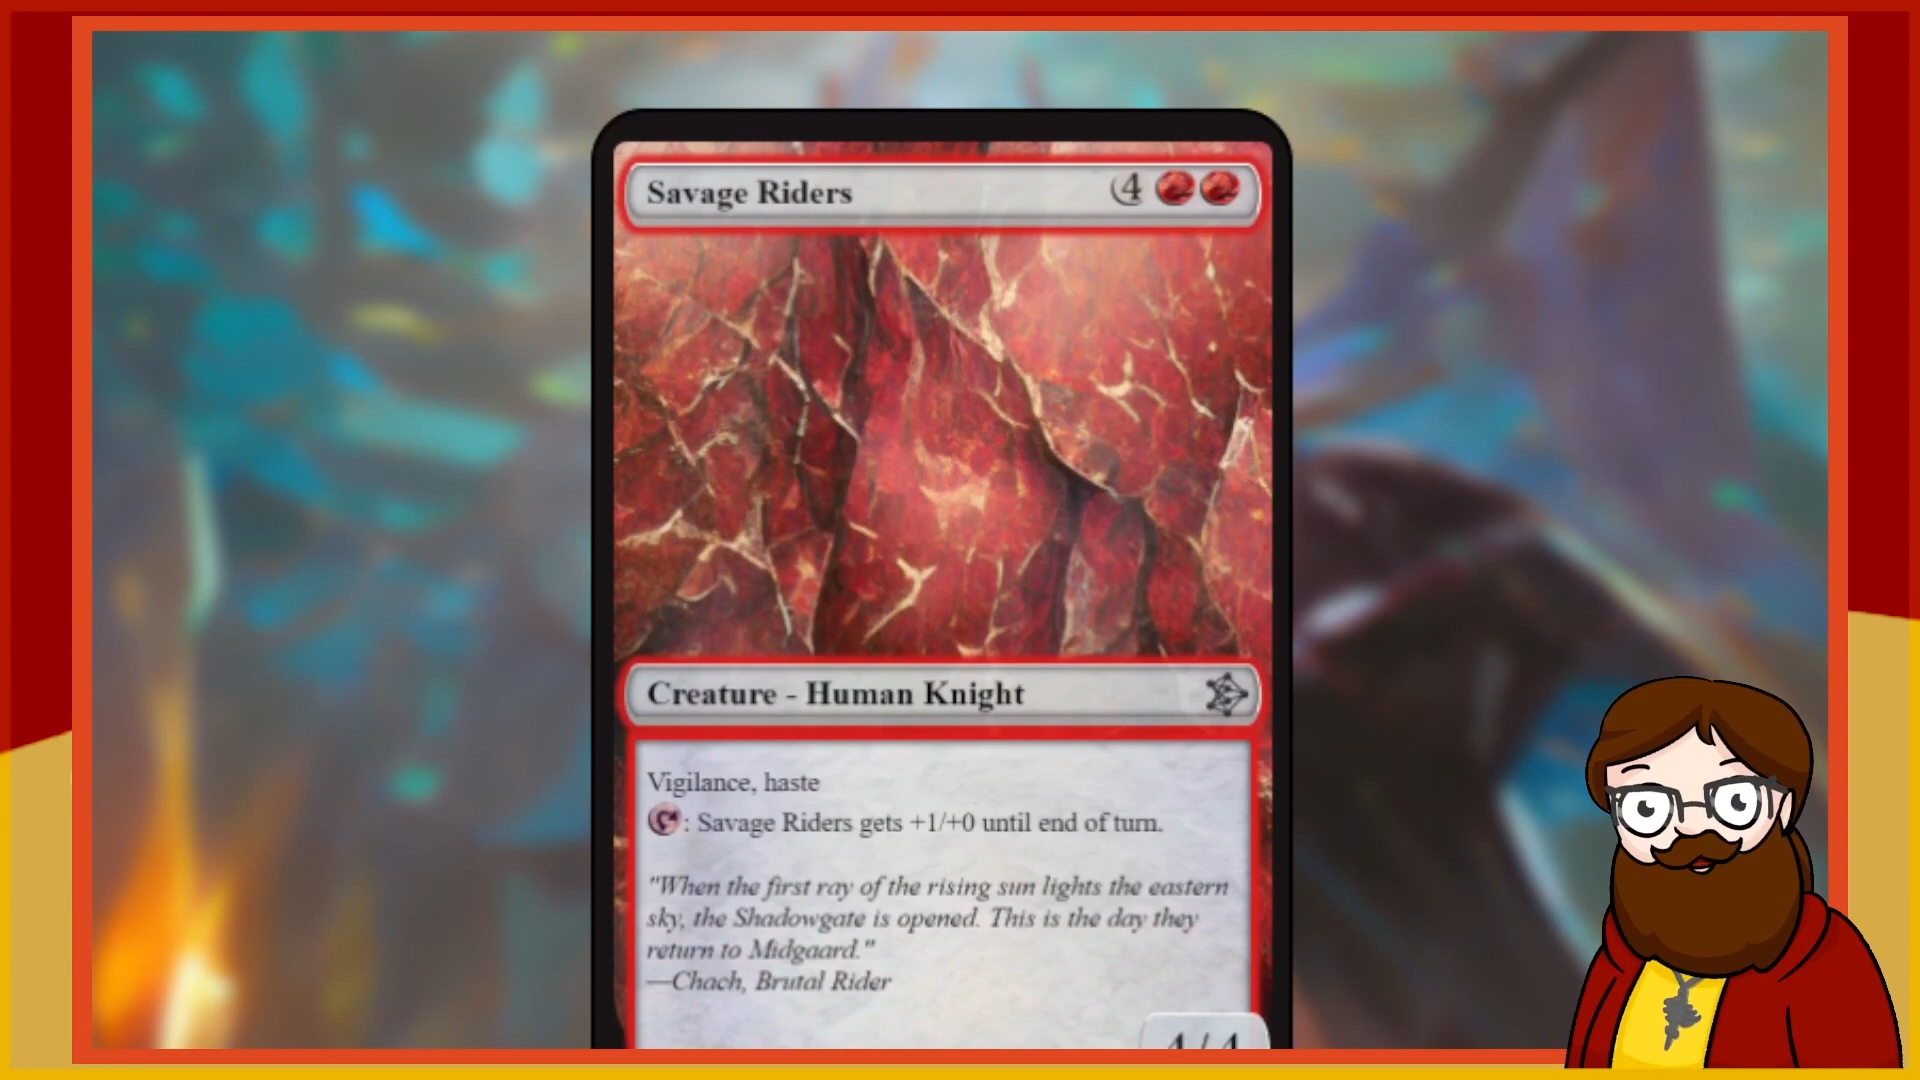 Savage Riders 4
Creature - Human Knight
Vigilance, haste
: Savage Riders gets +1/+0 until end of turn.
"When the first ray of the rising sun lights the eastern
sky, the Shadowgate is opened. This is the day they
return to Midgaard."
—Chach, Brutal Rider
4/4